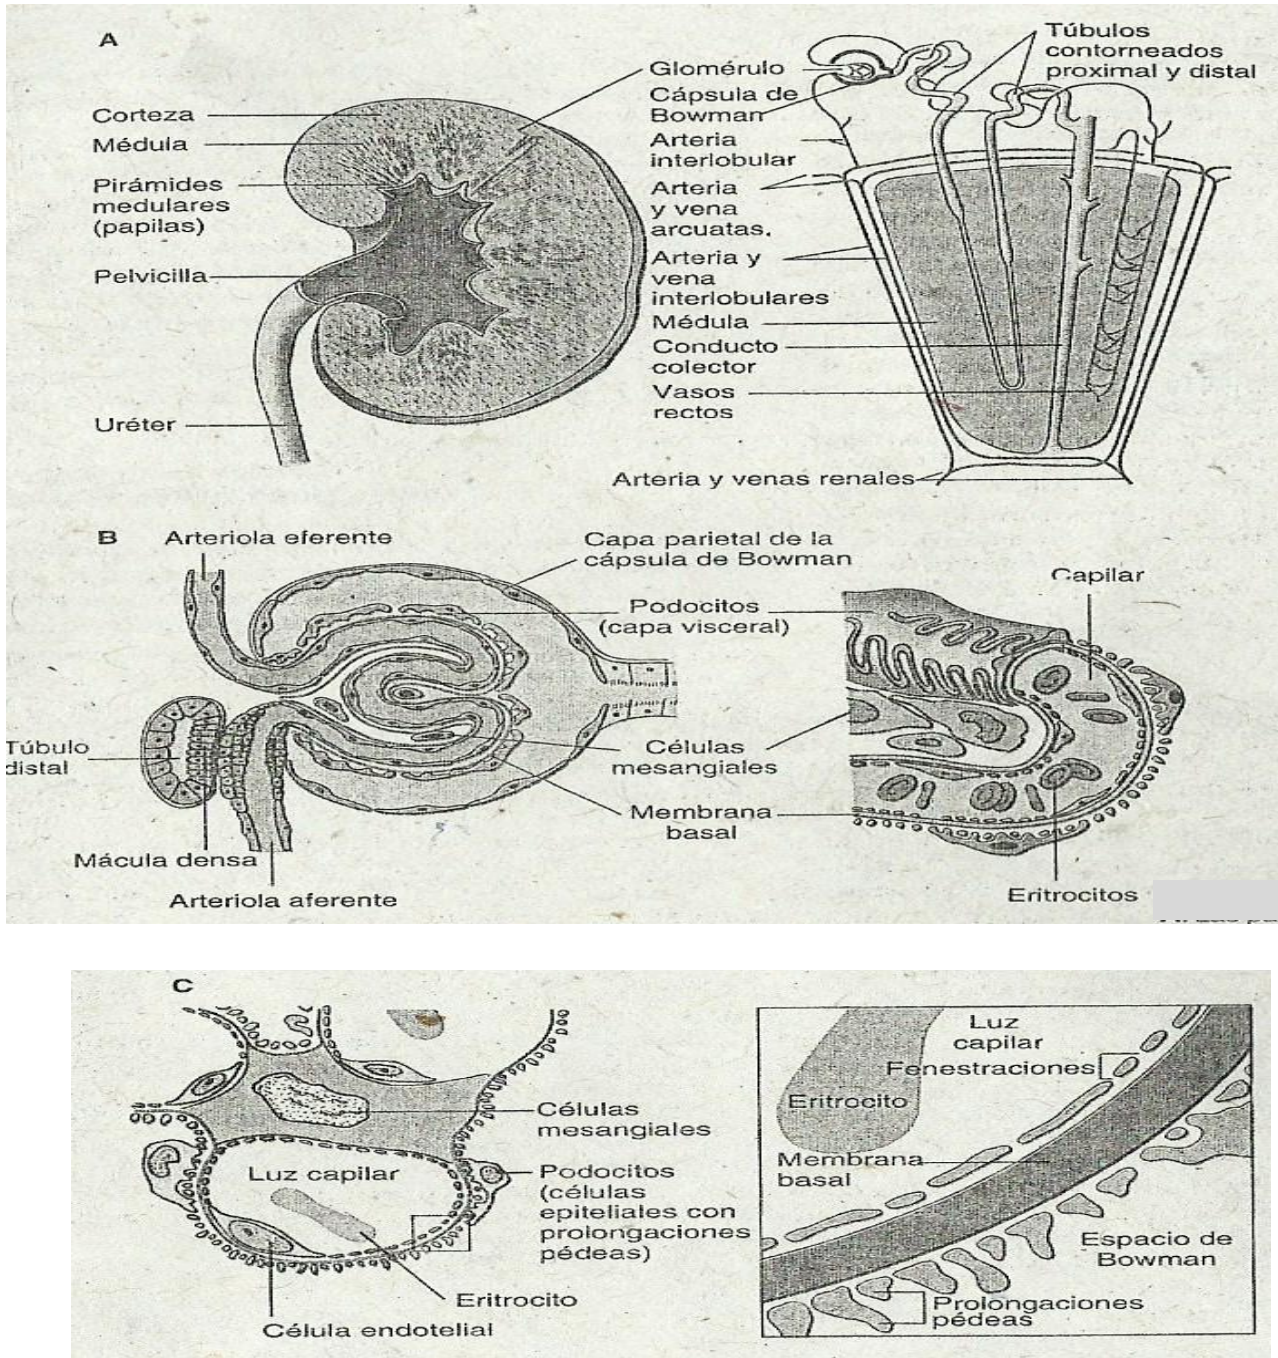 A
Corteza
Médula
Pirámides
medulares
(papilas)
Pelvicilla
Uréter
Glomérulo
Cápsula de
Bowman
Arteria
interlobular
Arteria
y vena
arcuatas.
Arteria y
vena
interlobulares
Médula
Conducto
colector
Vasos
rectos
Arteria y venas renales
Túbulos
contorneados
proximal y distal
B
Arteriola eferente
Túbulo
distal
Mácula densa
Arteriola aferente
Capa parietal de la
cápsula de Bowman
Podocitos
(capa visceral)
Células
mesangiales
Membrana
basal
Capilar
Eritrocitos
C
Células
mesangiales
Luz capilar
Podocitos
(células
epiteliales con
prolongaciones
pédeas)
Eritrocito
Célula endotelial
Luz
capilar
Fenestraciones
Eritrocito
Membrana
basal
Espacio de
Bowman
Prolongaciones
pédeas